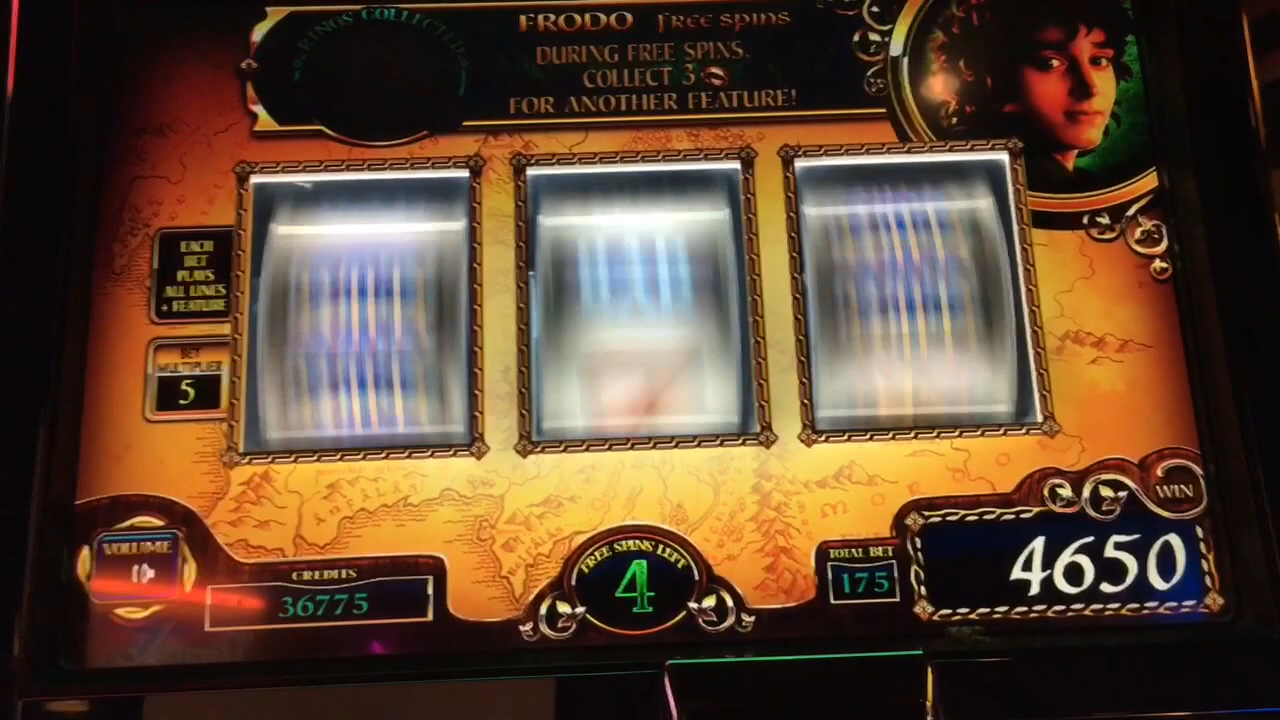 RINGS COLLECTED
FRODO FREE SPINS
DURING FREE SPINS,
COLLECT 3
FOR ANOTHER FEATURE!
EACH
BET
PLAYS
ALL LINES
+ FEATURE
BET
MULTIPLIER
5
VOLUME
CREDITS
36775
FREE SPINS LEFT
4
TOTAL BET
175
WIN
4650